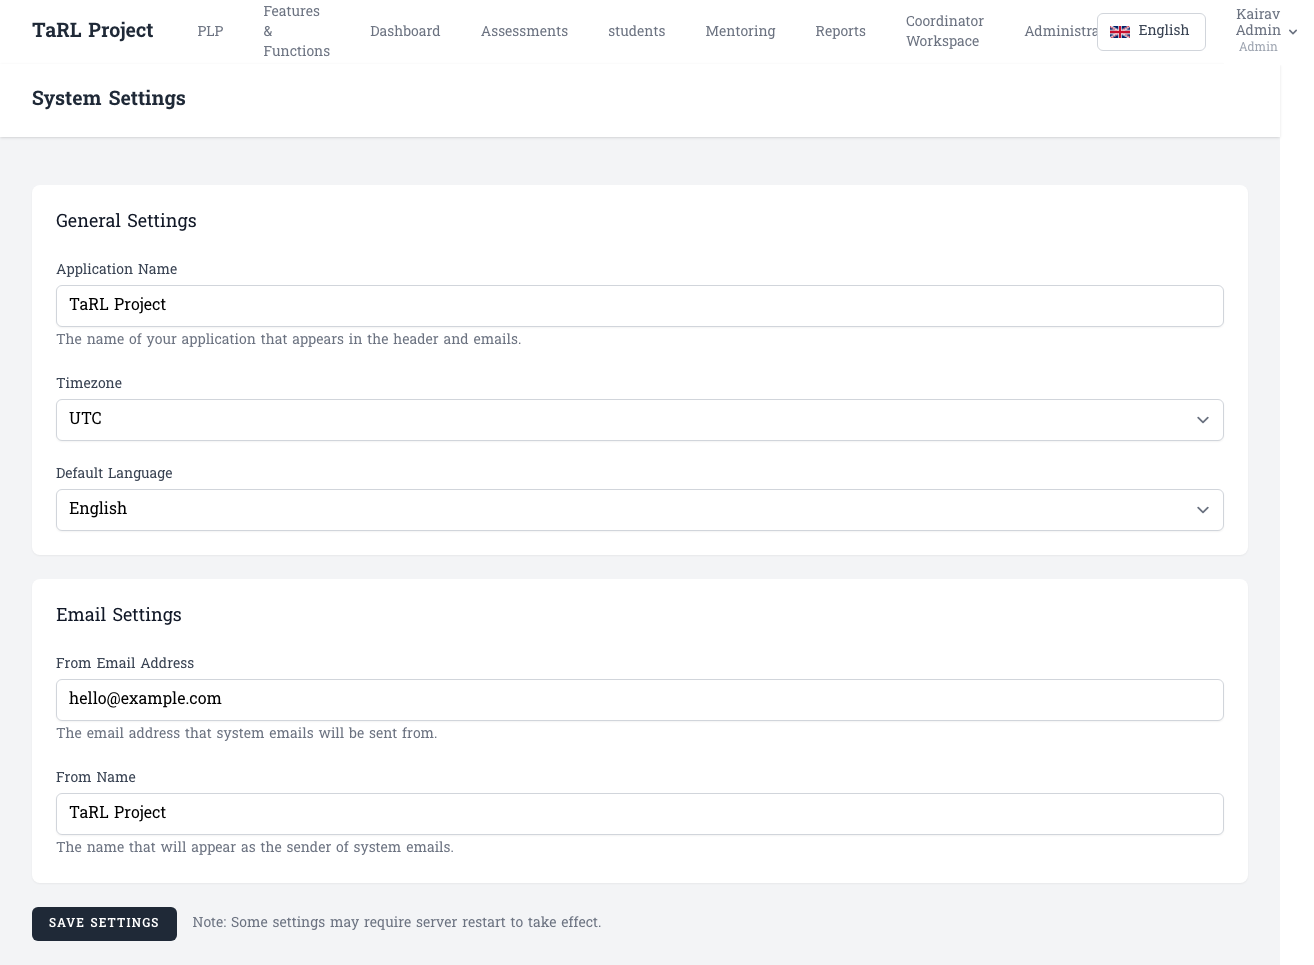 TaRL Project
PLP
Features
&
Functions
Dashboard
Assessments
students
Mentoring
Reports
Coordinator
Workspace
Administra
English
Kairav
Admin
Admin
System Settings
General Settings
Application Name
TaRL Project
The name of your application that appears in the header and emails.
Timezone
UTC
Default Language
English
Email Settings
From Email Address
hello@example.com
The email address that system emails will be sent from.
From Name
TaRL Project
The name that will appear as the sender of system emails.
SAVE SETTINGS
Note: Some settings may require server restart to take effect.